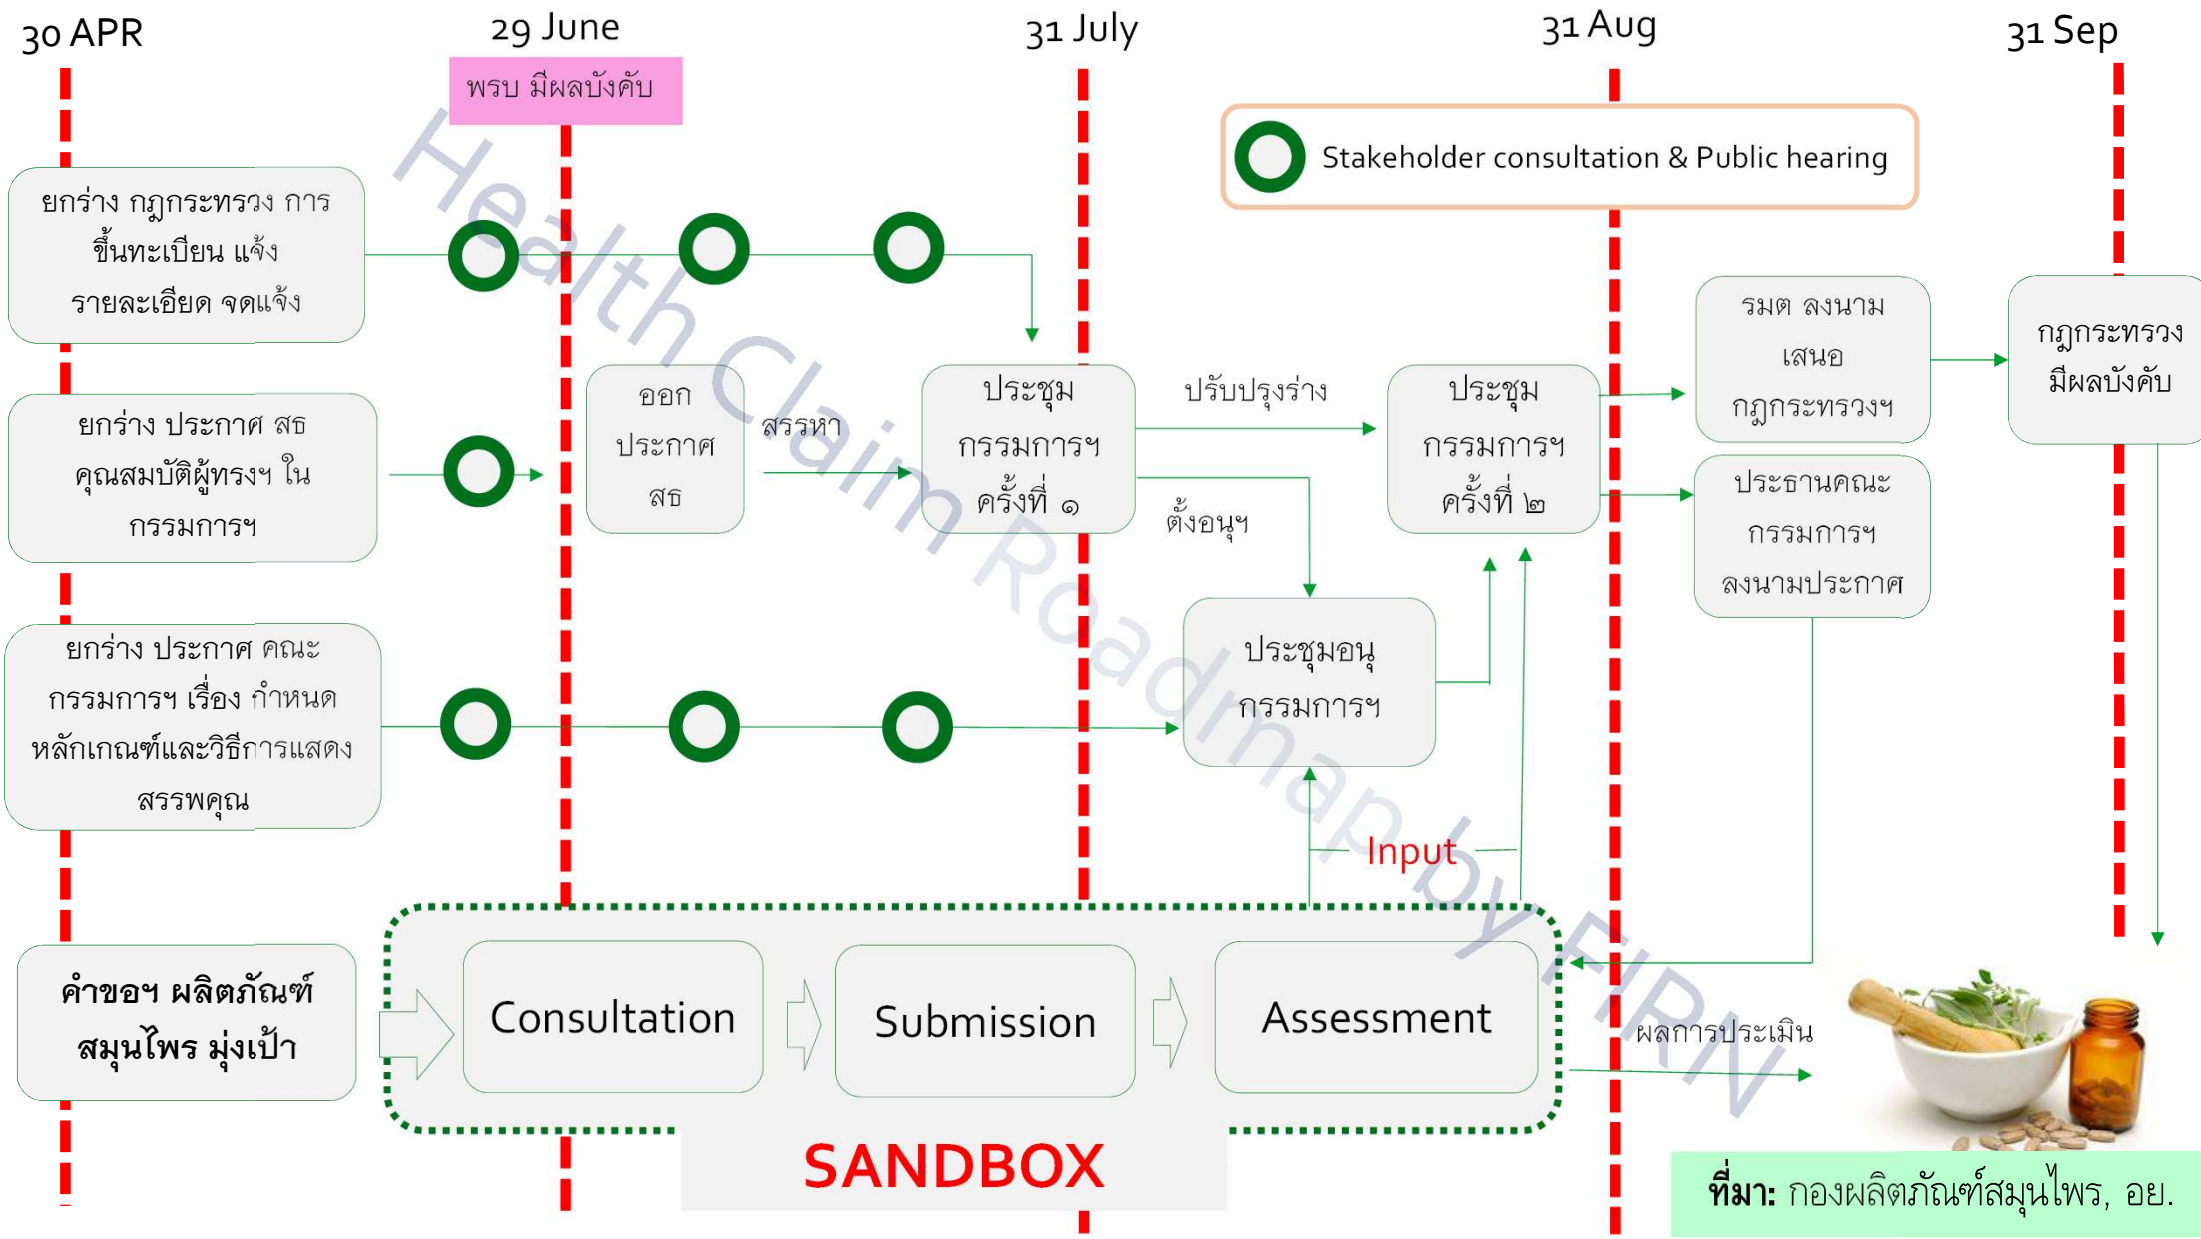 30 APR
29 June
31 July
31 Aug
31 Sep
พรบ มีผลบังคับ
Stakeholder consultation & Public hearing
ยกร่าง กฎกระทรวง การ
ขึ้นทะเบียน แจ้ง
รายละเอียด จดแจ้ง
ยกร่าง ประกาศ สธ
คุณสมบัติผู้ทรงฯ ใน
กรรมการฯ
ออก
ประกาศ
สธ
สรรหา
ประชุม
กรรมการฯ
ครั้งที่ ๑
ปรับปรุงร่าง
ตั้งอนุฯ
ประชุม
กรรมการฯ
ครั้งที่ ๒
รมต ลงนาม
เสนอ
กฎกระทรวงฯ
กฎกระทรวง
มีผลบังคับ
ประธานคณะ
กรรมการฯ
ลงนามประกาศ
ยกร่าง ประกาศ คณะ
กรรมการฯ เรื่อง กำหนด
หลักเกณฑ์และวิธีการแสดง
สรรพคุณ
ประชุมอนุ
กรรมการฯ
Input
คำขอฯ ผลิตภัณฑ์
สมุนไพร มุ่งเป้า
Consultation
Submission
Assessment
ผลการประเมิน
SANDBOX
ที่มา: กองผลิตภัณฑ์สมุนไพร, อย.
Health Claim Roadmap by FIRN